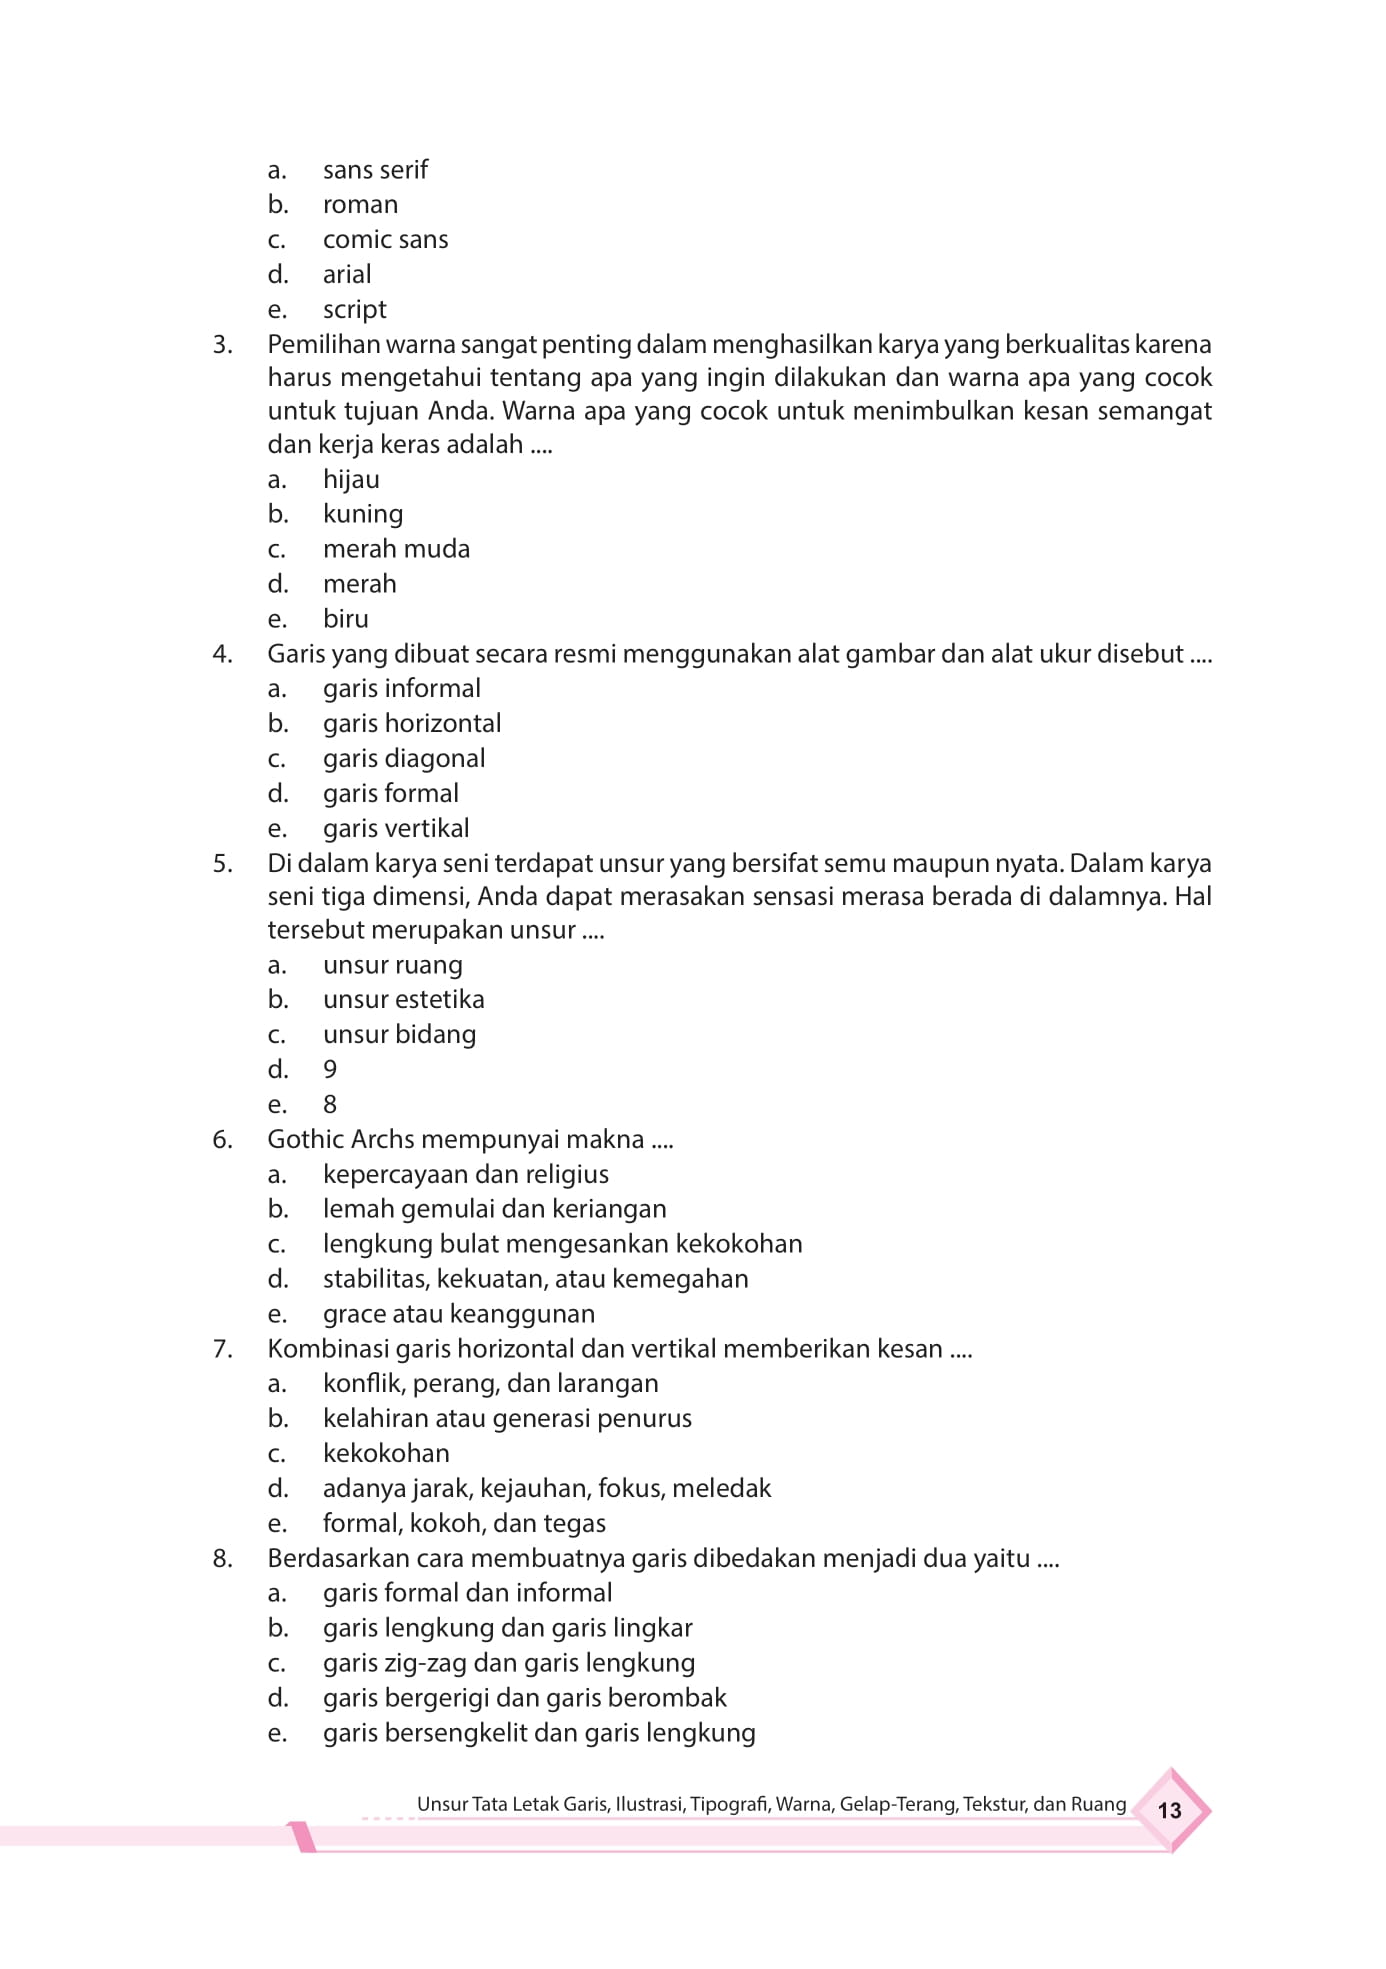 a. sans serif
b. roman
c. comic sans
d. arial
e. script
3. Pemilihan warna sangat penting dalam menghasilkan karya yang berkualitas karena
harus mengetahui tentang apa yang ingin dilakukan dan warna apa yang cocok
untuk tujuan Anda. Warna apa yang cocok untuk menimbulkan kesan semangat
dan kerja keras adalah ....
a. hijau
b. kuning
c. merah muda
d. merah
e. biru
4. Garis yang dibuat secara resmi menggunakan alat gambar dan alat ukur disebut ....
a. garis informal
b. garis horizontal
c. garis diagonal
d. garis formal
e. garis vertikal
5. Di dalam karya seni terdapat unsur yang bersifat semu maupun nyata. Dalam karya
seni tiga dimensi, Anda dapat merasakan sensasi merasa berada di dalamnya. Hal
tersebut merupakan unsur ....
a. unsur ruang
b. unsur estetika
c. unsur bidang
d. 9
e. 8
6. Gothic Archs mempunyai makna ....
a. kepercayaan dan religius
b. lemah gemulai dan keriangan
c. lengkung bulat mengesankan kekokohan
d. stabilitas, kekuatan, atau kemegahan
e. grace atau keanggunan
7. Kombinasi garis horizontal dan vertikal memberikan kesan ....
a. konflik, perang, dan larangan
b. kelahiran atau generasi penurus
c. kekokohan
d. adanya jarak, kejauhan, fokus, meledak
e. formal, kokoh, dan tegas
8. Berdasarkan cara membuatnya garis dibedakan menjadi dua yaitu ....
a. garis formal dan informal
b. garis lengkung dan garis lingkar
c. garis zig-zag dan garis lengkung
d. garis bergerigi dan garis berombak
e. garis bersengkelit dan garis lengkung
Unsur Tata Letak Garis, Ilustrasi, Tipografi, Warna, Gelap-Terang, Tekstur, dan Ruang 13